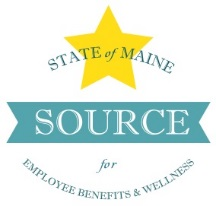 STATE of MAINE
SOURCE
for
EMPLOYEE BENEFITS & WELLNESS